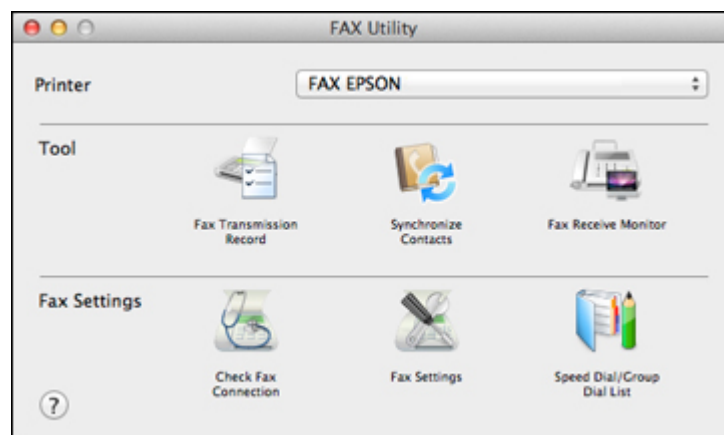 FAX Utility
Printer
FAX EPSON
Tool
Fax Transmission
Record
Synchronize
Contacts
Fax Receive Monitor
Fax Settings
Check Fax
Connection
Fax Settings
Speed Dial/Group
Dial List
?